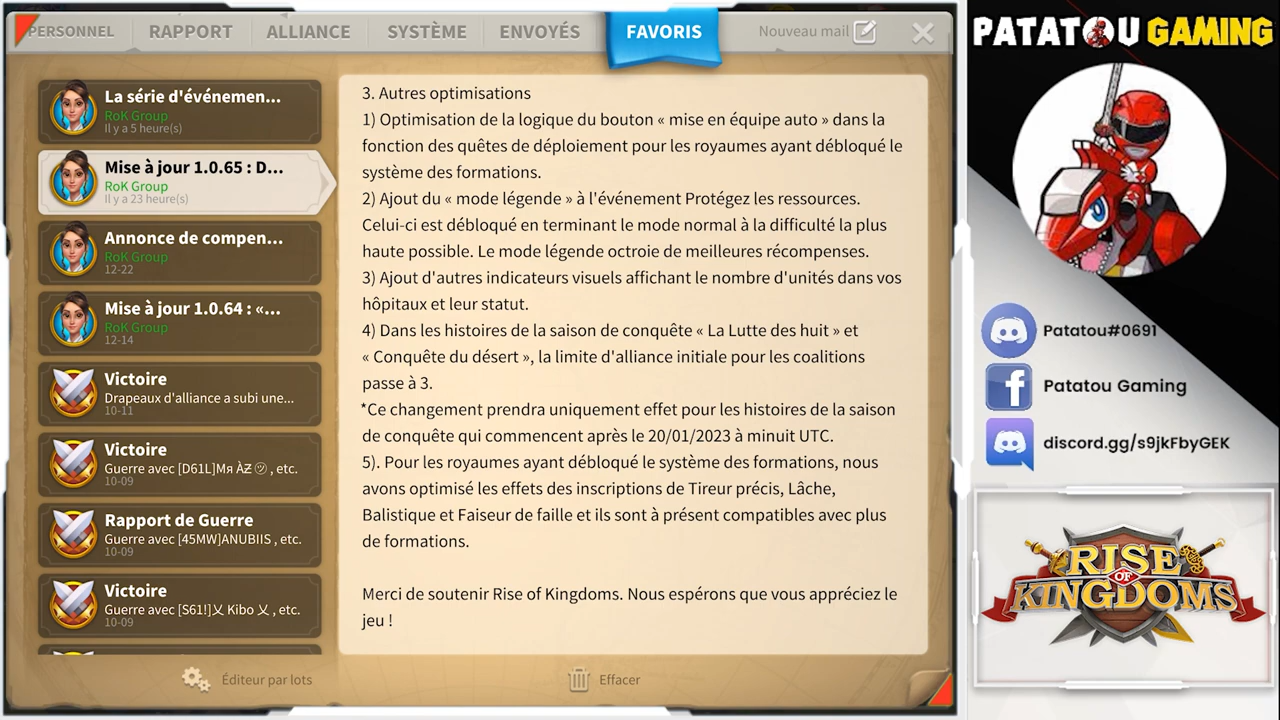 PERSONNEL
RAPPORT
ALLIANCE
SYSTÈME
ENVOYÉS
FAVORIS
Nouveau mail
La série d'événemen...
RoK Group
Il y a 5 heure(s)
Mise à jour 1.0.65 : D...
RoK Group
Il y a 23 heure(s)
Annonce de compen...
RoK Group
12-22
Mise à jour 1.0.64 : «...
RoK Group
12-14
Victoire
Drapeaux d'alliance a subi une...
10-11
Victoire
Guerre avec [D61L]Mя ÀƵ ㋡ , etc.
10-09
Rapport de Guerre
Guerre avec [45MW]ANUBIIS , etc.
10-09
Victoire
Guerre avec [S61!]乂 Kibo 乂 , etc.
10-09
3. Autres optimisations
1) Optimisation de la logique du bouton « mise en équipe auto » dans la
fonction des quêtes de déploiement pour les royaumes ayant débloqué le
système des formations.
2) Ajout du « mode légende » à l'événement Protégez les ressources.
Celui-ci est débloqué en terminant le mode normal à la difficulté la plus
haute possible. Le mode légende octroie de meilleures récompenses.
3) Ajout d'autres indicateurs visuels affichant le nombre d'unités dans vos
hôpitaux et leur statut.
4) Dans les histoires de la saison de conquête « La Lutte des huit » et
« Conquête du désert », la limite d'alliance initiale pour les coalitions
passe à 3.
*Ce changement prendra uniquement effet pour les histoires de la saison
de conquête qui commencent après le 20/01/2023 à minuit UTC.
5). Pour les royaumes ayant débloqué le système des formations, nous
avons optimisé les effets des inscriptions de Tireur précis, Lâche,
Balistique et Faiseur de faille et ils sont à présent compatibles avec plus
de formations.
Merci de soutenir Rise of Kingdoms. Nous espérons que vous appréciez le
jeu !
Éditeur par lots
Effacer
PATATOU GAMING
Patatou#0691
Patatou Gaming
discord.gg/s9jkFbyGEK
RISE
OF
KINGDOMS